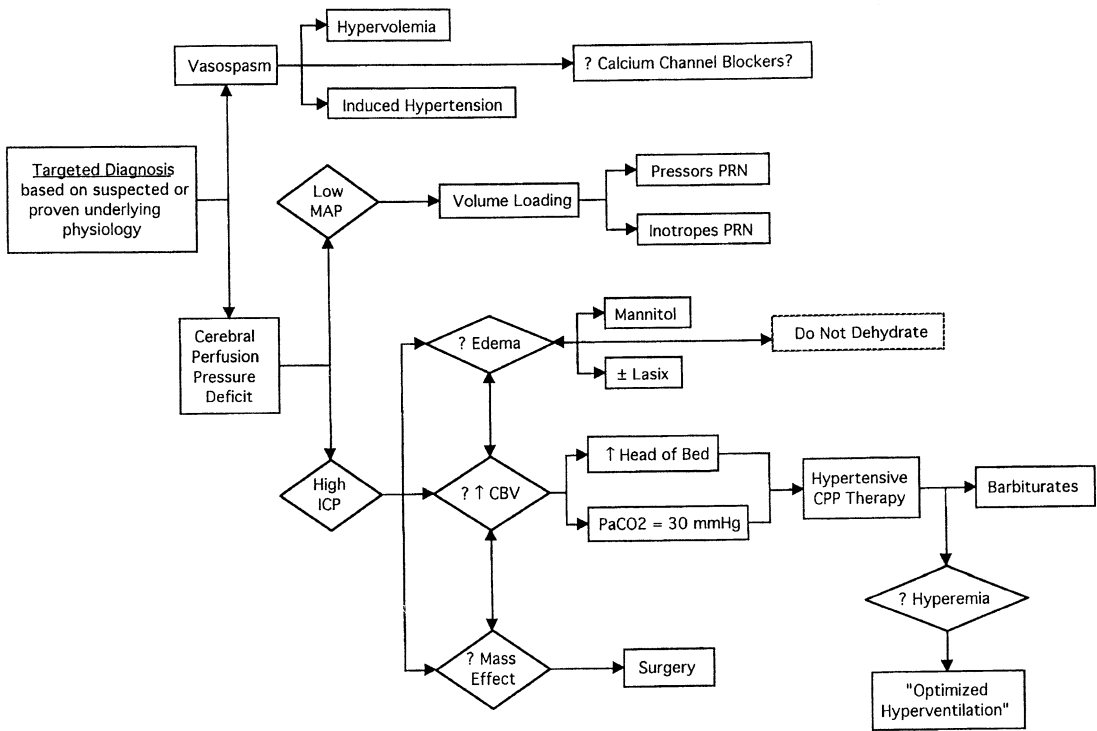 Hypervolemia
Vasospasm
? Calcium Channel Blockers?
Induced Hypertension
Targeted Diagnosis
based on suspected or
proven underlying
physiology
Low
MAP
Volume Loading
Pressors PRN
Inotropes PRN
Cerebral
Perfusion
Pressure
Deficit
? Edema
Mannitol
Do Not Dehydrate
± Lasix
High
ICP
? ↑ CBV
↑ Head of Bed
PaCO2 = 30 mmHg
Hypertensive
CPP Therapy
Barbiturates
? Hyperemia
"Optimized
Hyperventilation"
? Mass
Effect
Surgery